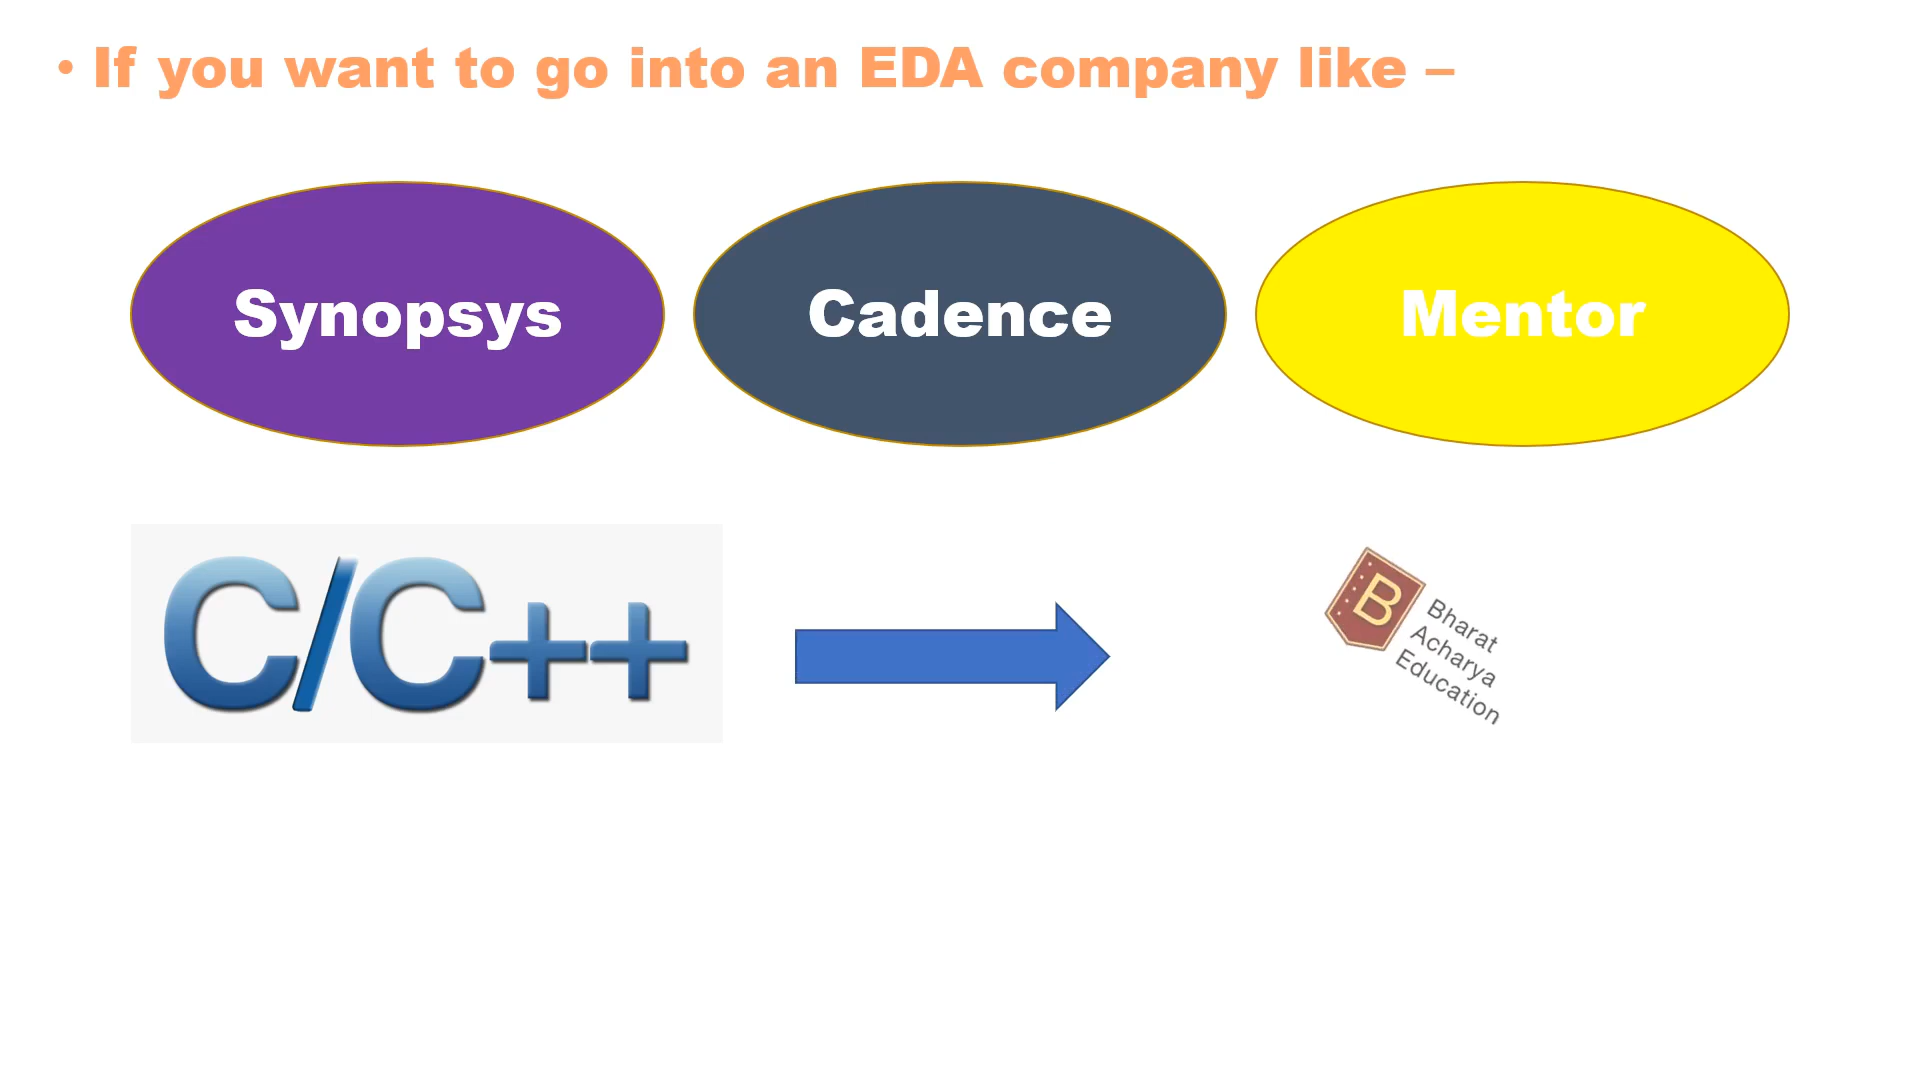 • If you want to go into an EDA company like –
Synopsys
Cadence
Mentor
C/C++
B
Bharat
Acharya
Education